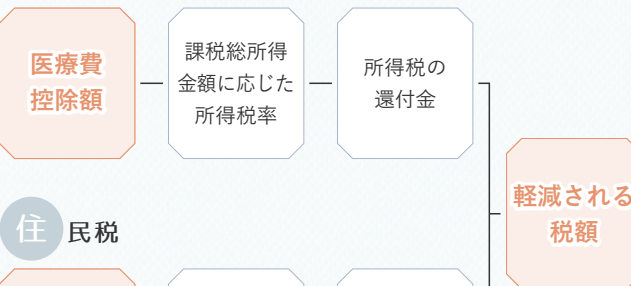 医療費
控除額
課税総所得
金額に応じた
所得税率
所得税の
還付金
軽減される
税額
住民税